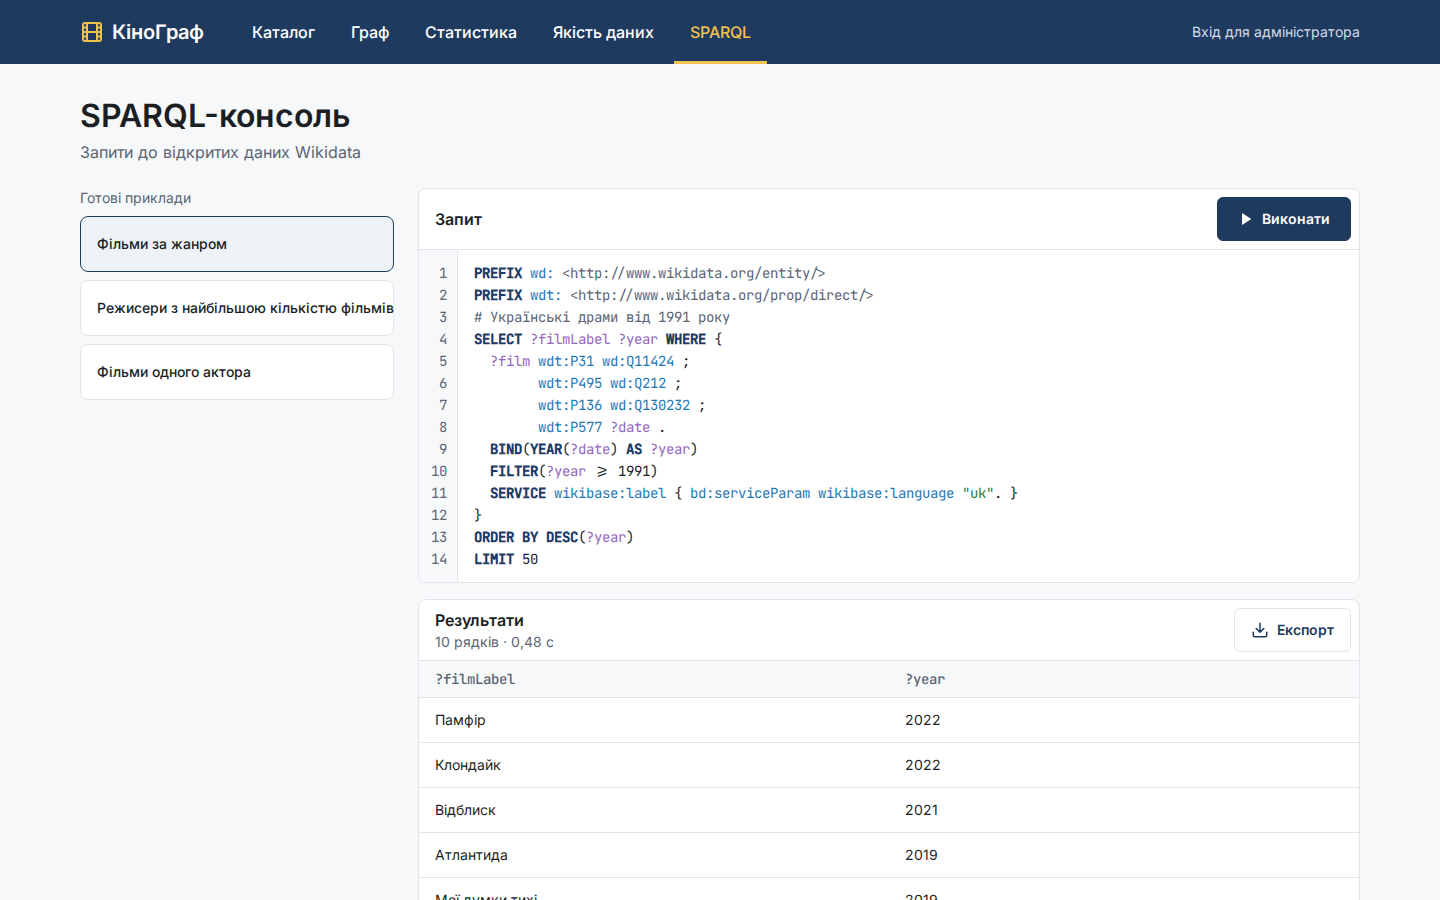 КіноГраф
Каталог
Граф
Статистика
Якість даних
SPARQL
Вхід для адміністратора
SPARQL-консоль
Запити до відкритих даних Wikidata
Готові приклади
Фільми за жанром
Режисери з найбільшою кількістю фільмів
Фільми одного актора
Запит
Виконати
1 PREFIX wd: <http://www.wikidata.org/entity/>
2 PREFIX wdt: <http://www.wikidata.org/prop/direct/>
3 # Українські драми від 1991 року
4 SELECT ?filmLabel ?year WHERE {
5   ?film wdt:P31 wd:Q11424 ;
6         wdt:P495 wd:Q212 ;
7         wdt:P136 wd:Q130232 ;
8         wdt:P577 ?date .
9   BIND(YEAR(?date) AS ?year)
10   FILTER(?year >= 1991)
11   SERVICE wikibase:label { bd:serviceParam wikibase:language "uk". }
12 }
13 ORDER BY DESC(?year)
14 LIMIT 50
Результати
10 рядків · 0,48 с
Експорт
?filmLabel ?year
Памфір 2022
Клондайк 2022
Відблиск 2021
Атлантида 2019
Мої думки тихі 2019